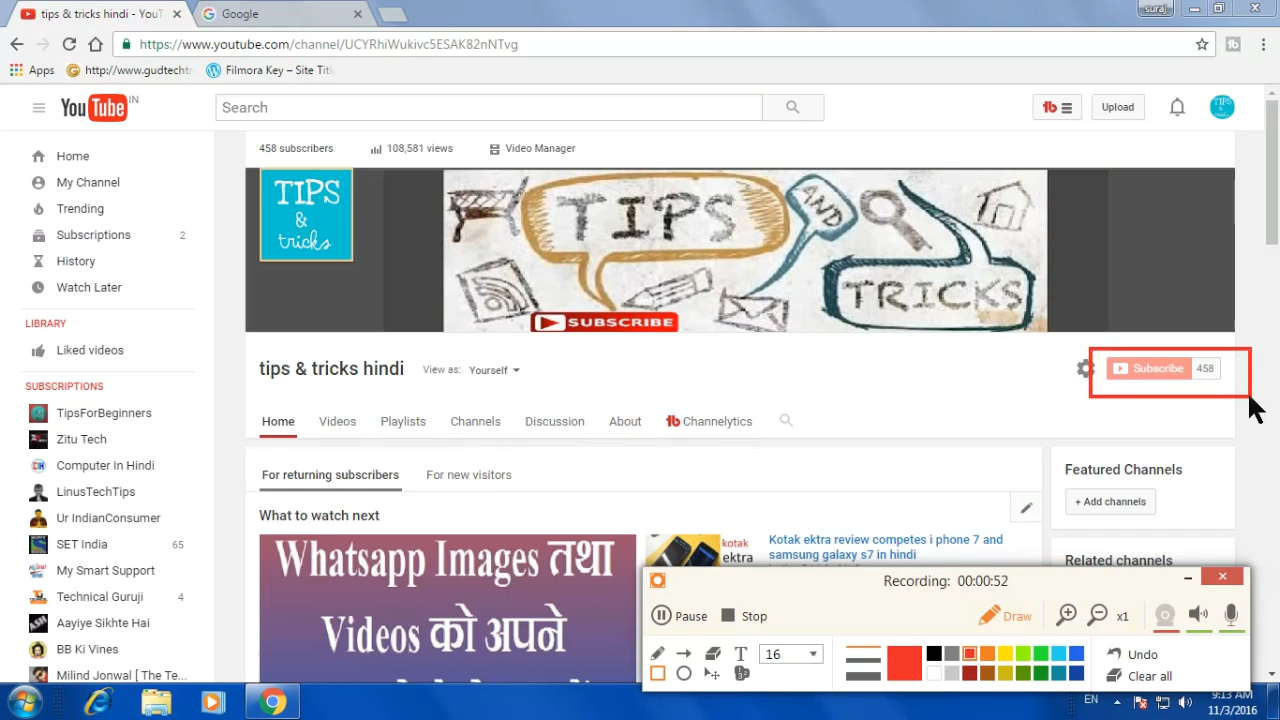 tips & tricks hindi - YouT
Google
suraj
https://www.youtube.com/channel/UCYRhiWukivc5ESAK82nNTvg
Apps
http://www.gudtechtr
Filmora Key – Site Titl
YouTube IN
Search
Upload
458 subscribers
108,581 views
Video Manager
Home
My Channel
Trending
Subscriptions 2
History
Watch Later
LIBRARY
Liked videos
SUBSCRIPTIONS
TipsForBeginners
Zitu Tech
Computer In Hindi
LinusTechTips
Ur IndianConsumer
SET India 65
My Smart Support
Technical Guruji 4
Aayiye Sikhte Hai
BB Ki Vines
Milind Jonwal [ The Te...
TIPS
&
tricks
TIPS
AND
TRICKS
SUBSCRIBE
tips & tricks hindi
View as: Yourself
Subscribe 458
Home Videos Playlists Channels Discussion About Channelytics
For returning subscribers
For new visitors
What to watch next
Whatsapp Images तथा
Videos को अपने
kotak
ektra
Kotak ektra review competes i phone 7 and
samsung galaxy s7 in hindi
Featured Channels
+ Add channels
Related channels
Recording: 00:00:52
Pause
Stop
Draw
x1
T
16
Undo
Clear all
EN
9:13 AM
11/3/2016